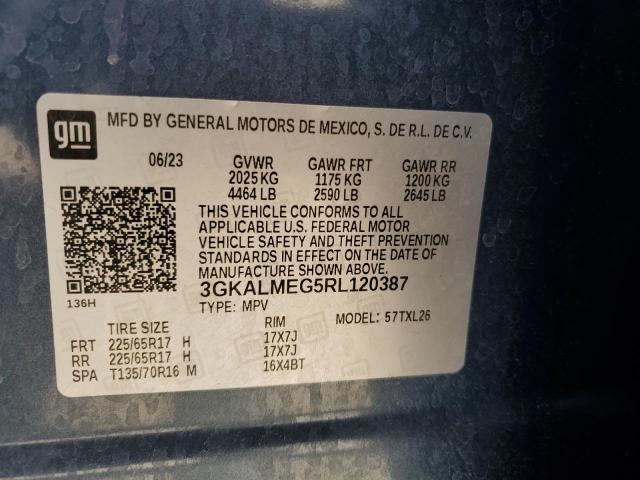 gm
MFD BY GENERAL MOTORS DE MEXICO, S. DE R.L. DE C.V.
06/23 GVWR GAWR FRT GAWR RR
2025 KG 1175 KG 1200 KG
4464 LB 2590 LB 2645 LB
THIS VEHICLE CONFORMS TO ALL
APPLICABLE U.S. FEDERAL MOTOR
VEHICLE SAFETY AND THEFT PREVENTION
STANDARDS IN EFFECT ON THE DATE OF
MANUFACTURE SHOWN ABOVE.
3GKALMEG5RL120387
136H
TYPE: MPV
TIRE SIZE RIM MODEL: 57TXL26
FRT 225/65R17 H 17X7J
RR 225/65R17 H 17X7J
SPA T135/70R16 M 16X4BT